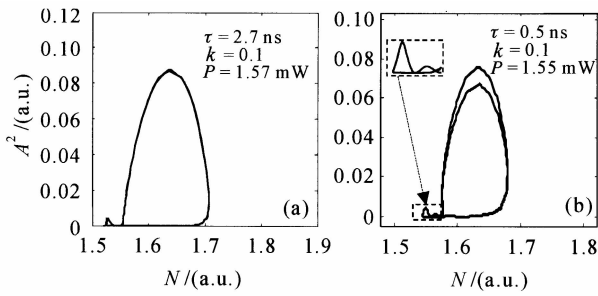 0.12
0.10
0.08
0.06
0.04
0.02
0
A²/(a.u.)
τ = 2.7 ns
k = 0.1
P = 1.57 mW
(a)
1.5 1.6 1.7 1.8 1.9
N/(a.u.)
0.10
0.08
0.06
0.04
0.02
0
τ = 0.5 ns
k = 0.1
P = 1.55 mW
(b)
1.5 1.6 1.7 1.8
N/(a.u.)